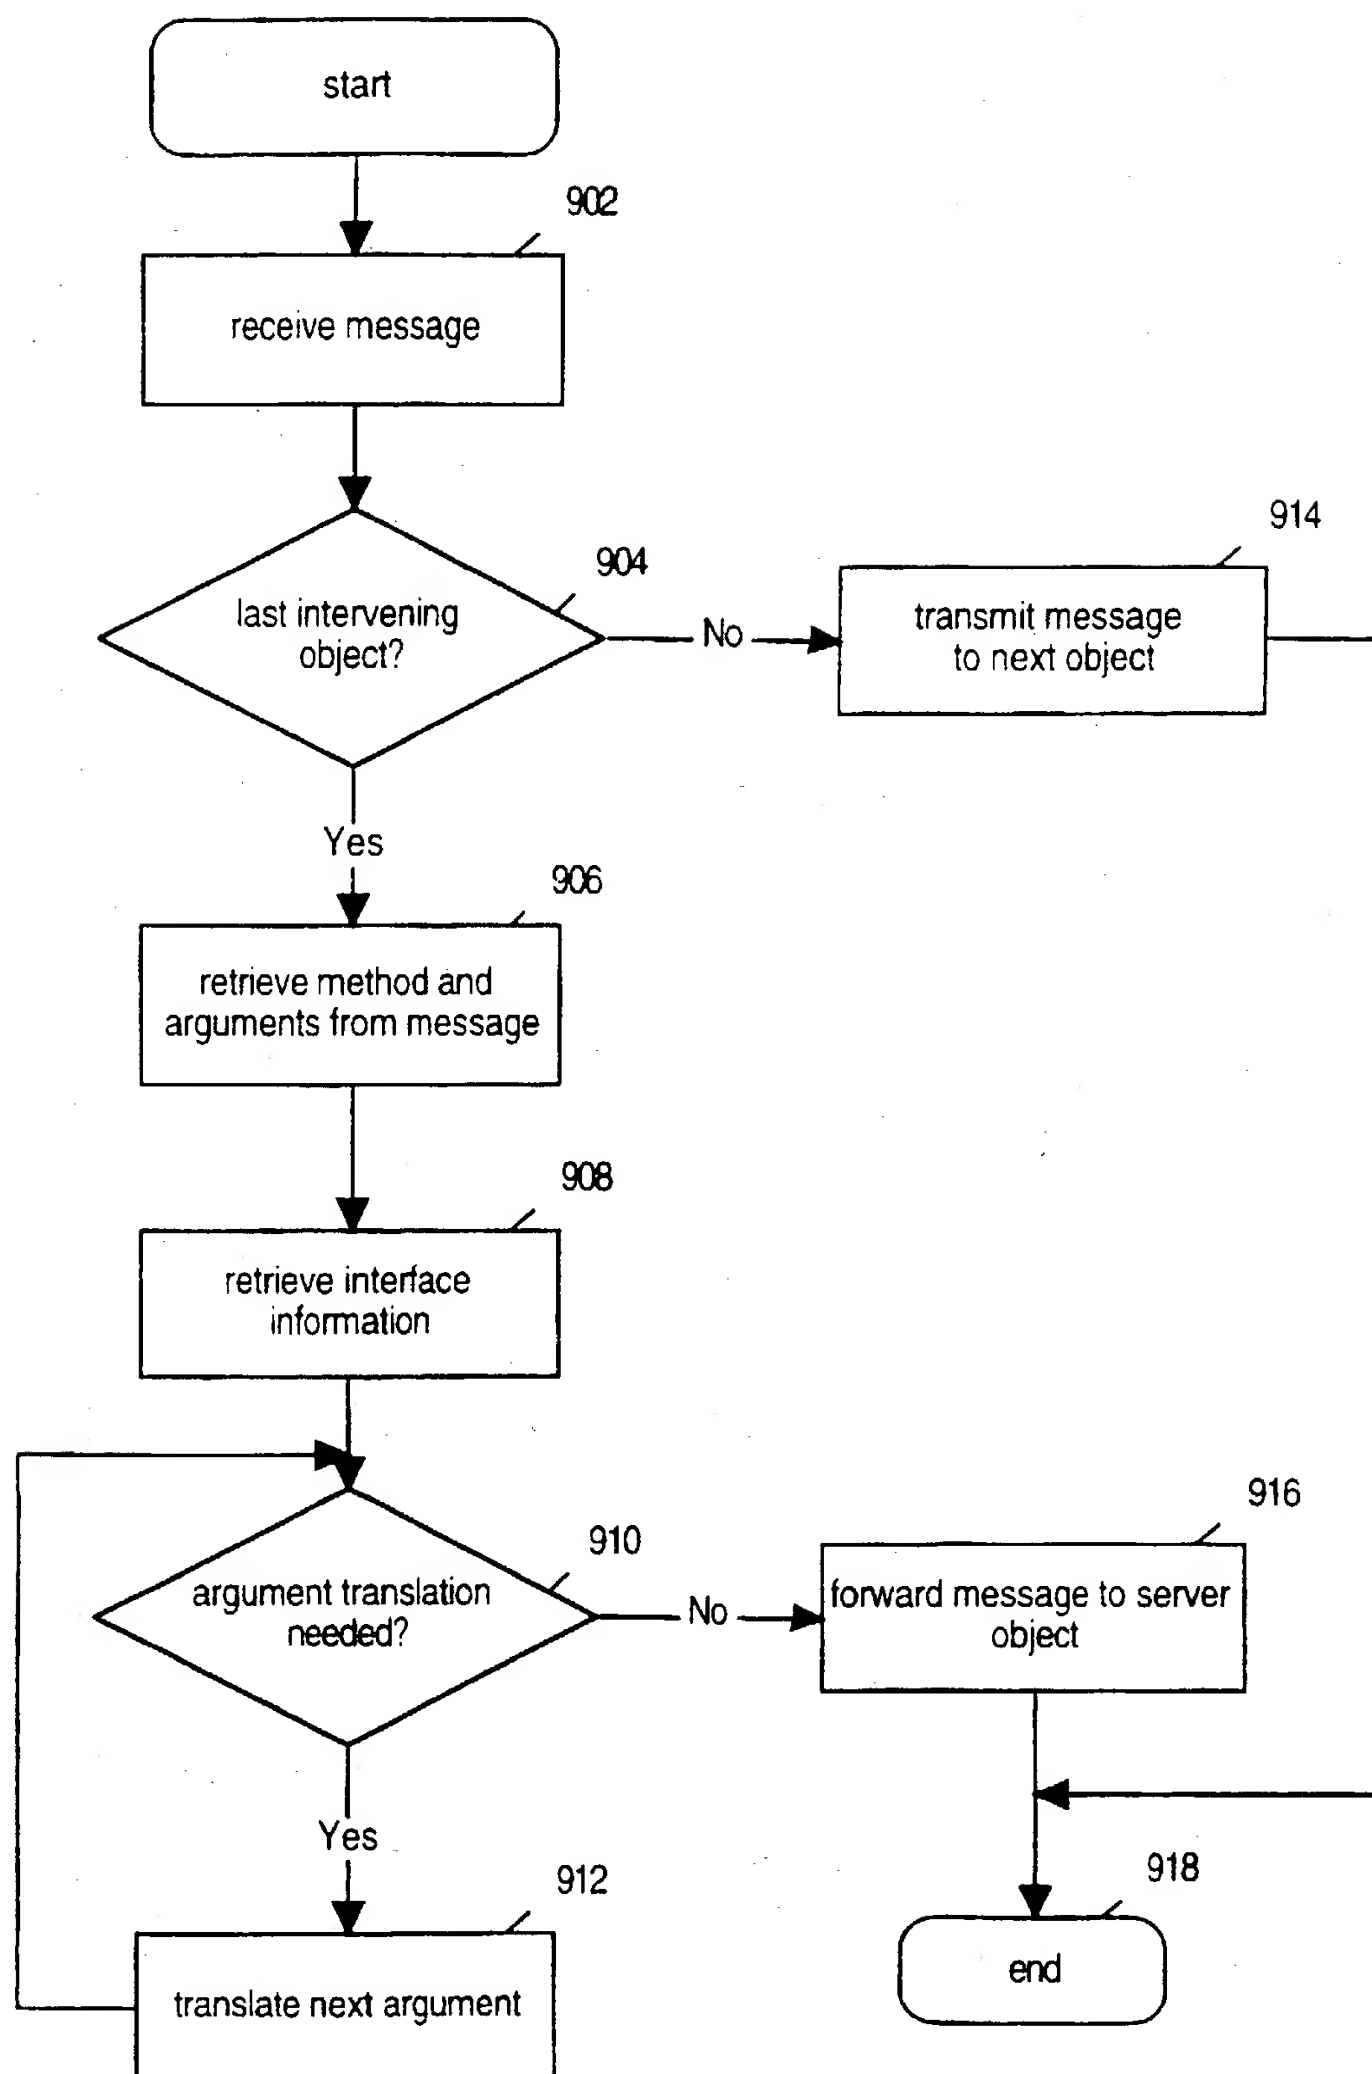 start
902
receive message
904
last intervening
object?
No
914
transmit message
to next object
Yes
906
retrieve method and
arguments from message
908
retrieve interface
information
910
argument translation
needed?
No
916
forward message to server
object
Yes
912
translate next argument
918
end